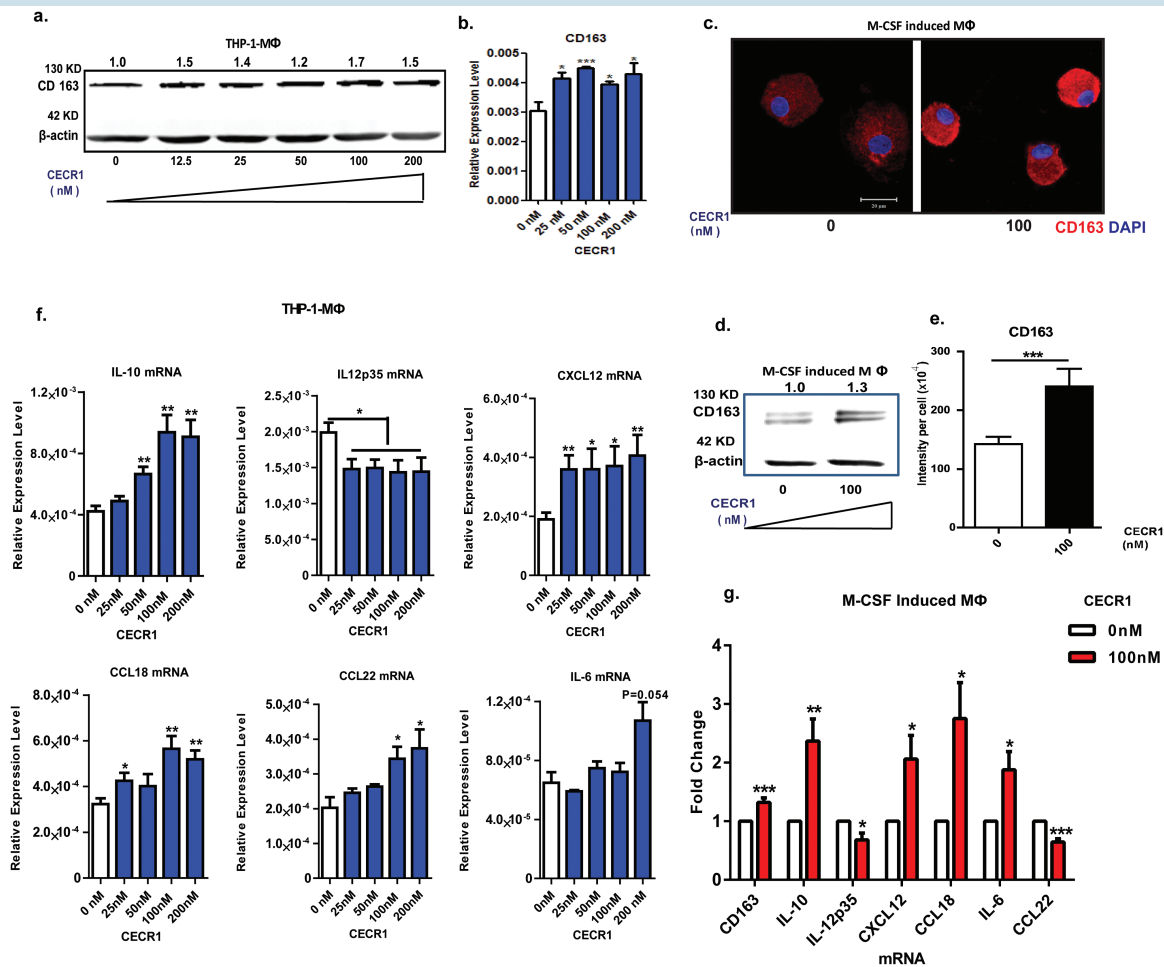 a.
THP-1-MΦ
1.0 1.5 1.4 1.2 1.7 1.5
130 KD
CD 163
42 KD
β-actin
0 12.5 25 50 100 200
CECR1
( nM )
b.
CD163
Relative Expression Level
0.005
0.004
0.003
0.002
0.001
0.000
* *** * *
0 nM 25 nM 50 nM 100 nM 200 nM
CECR1
c.
M-CSF induced MΦ
20 μm
CECR1
(nM)
0 100
CD163 DAPI
d.
M-CSF induced M Φ
1.0 1.3
130 KD
CD163
42 KD
β-actin
0 100
CECR1
( nM )
e.
CD163
***
Intensity per cell (x10⁴)
300
200
100
0
0 100
CECR1
(nM)
f.
THP-1-MΦ
IL-10 mRNA
Relative Expression Level
1.2×10⁻³
8.0×10⁻⁴
4.0×10⁻⁴
0
** ** **
0 nM 25nM 50nM 100nM 200nM
CECR1
IL12p35 mRNA
Relative Expression Level
2.5×10⁻³
2.0×10⁻³
1.5×10⁻³
1.0×10⁻³
5.0×10⁻⁴
0
*
0 nM 25nM 50nM 100nM 200nM
CECR1
CXCL12 mRNA
Relative Expression Level
6.0×10⁻⁴
4.0×10⁻⁴
2.0×10⁻⁴
0
** * * **
0 nM 25nM 50nM 100nM 200nM
CECR1
CCL18 mRNA
Relative Expression Level
8.0×10⁻⁴
6.0×10⁻⁴
4.0×10⁻⁴
2.0×10⁻⁴
0
* ** **
0 nM 25nM 50nM 100nM 200nM
CECR1
CCL22 mRNA
Relative Expression Level
5.0×10⁻⁴
4.0×10⁻⁴
3.0×10⁻⁴
2.0×10⁻⁴
1.0×10⁻⁴
0
* *
0 nM 25nM 50nM 100nM 200nM
CECR1
IL-6 mRNA
P=0.054
Relative Expression Level
1.2×10⁻⁴
8.0×10⁻⁵
4.0×10⁻⁵
0
0nM 25nM 50nM 100nM 200 nM
CECR1
g.
M-CSF Induced MΦ
CECR1
0nM
100nM
Fold Change
4
3
2
1
0
*** ** * * * * ***
CD163 IL-10 IL-12p35 CXCL12 CCL18 IL-6 CCL22
mRNA